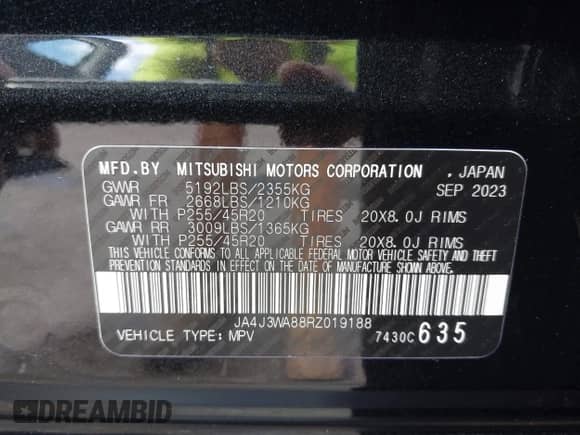 MFD.BY MITSUBISHI MOTORS CORPORATION .JAPAN
GVWR 5192LBS/2355KG SEP 2023
GAWR FR 2668LBS/1210KG
WITH P255/45R20 TIRES 20X8.0J RIMS
GAWR RR 3009LBS/1365KG
WITH P255/45R20 TIRES 20X8.0J RIMS
THIS VEHICLE CONFORMS TO ALL APPLICABLE FEDERAL MOTOR VEHICLE SAFETY AND THEFT
PREVENTION STANDARDS IN EFFECT ON THE DATE OF MANUFACTURE SHOWN ABOVE.
JA4J3WA88RZ019188
VEHICLE TYPE:MPV 7430C635
DREAMBID